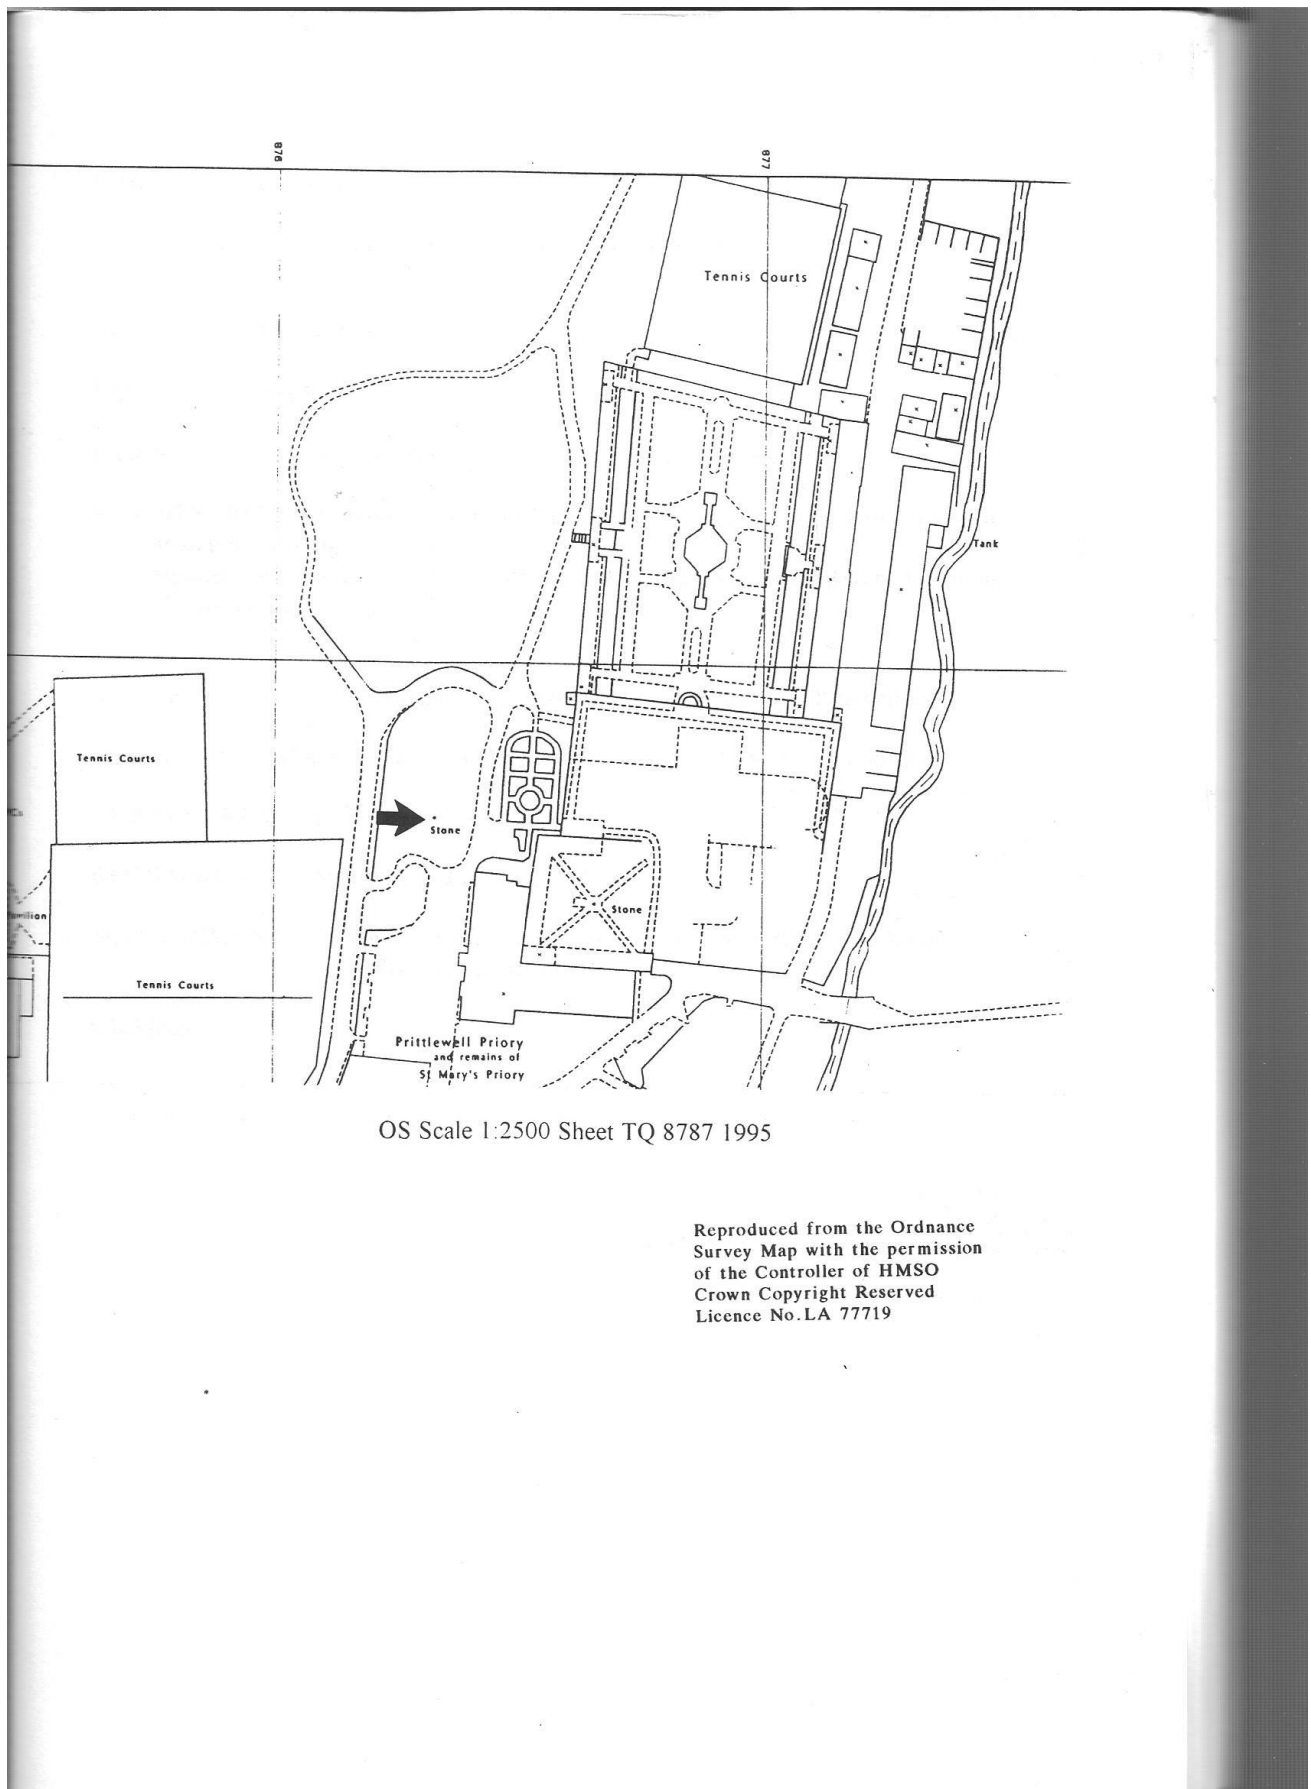 876
877
Tennis Courts
Tank
Tennis Courts
Stone
Stone
Tennis Courts
Prittlewell Priory
and remains of
St Mary's Priory
OS Scale 1:2500 Sheet TQ 8787 1995
Reproduced from the Ordnance
Survey Map with the permission
of the Controller of HMSO
Crown Copyright Reserved
Licence No.LA 77719